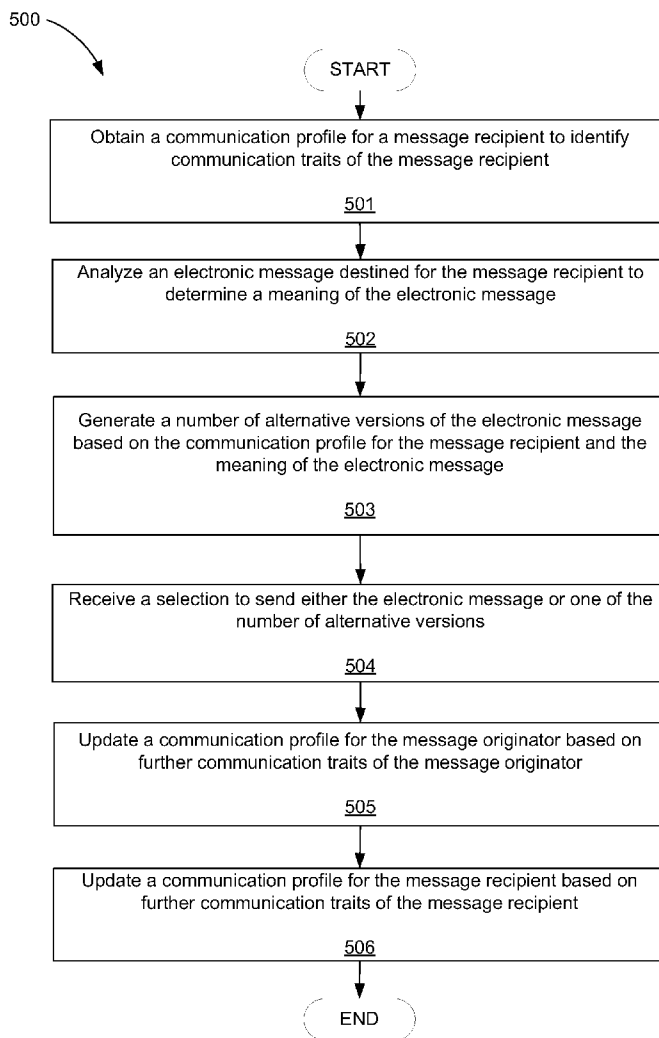 500
START
Obtain a communication profile for a message recipient to identify
communication traits of the message recipient
501
Analyze an electronic message destined for the message recipient to
determine a meaning of the electronic message
502
Generate a number of alternative versions of the electronic message
based on the communication profile for the message recipient and the
meaning of the electronic message
503
Receive a selection to send either the electronic message or one of the
number of alternative versions
504
Update a communication profile for the message originator based on
further communication traits of the message originator
505
Update a communication profile for the message recipient based on
further communication traits of the message recipient
506
END